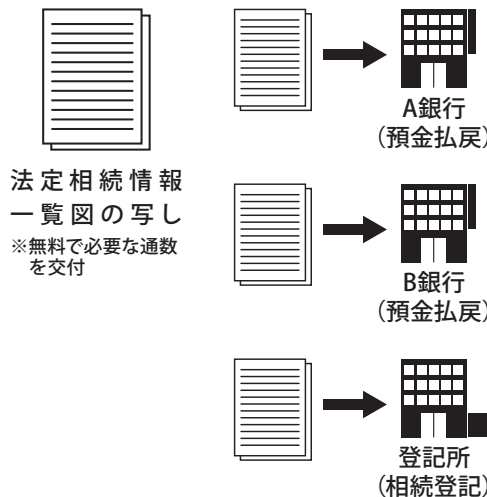 法定相続情報
一覧図の写し
※無料で必要な通数
を交付
A銀行
(預金払戻)
B銀行
(預金払戻)
登記所
(相続登記)